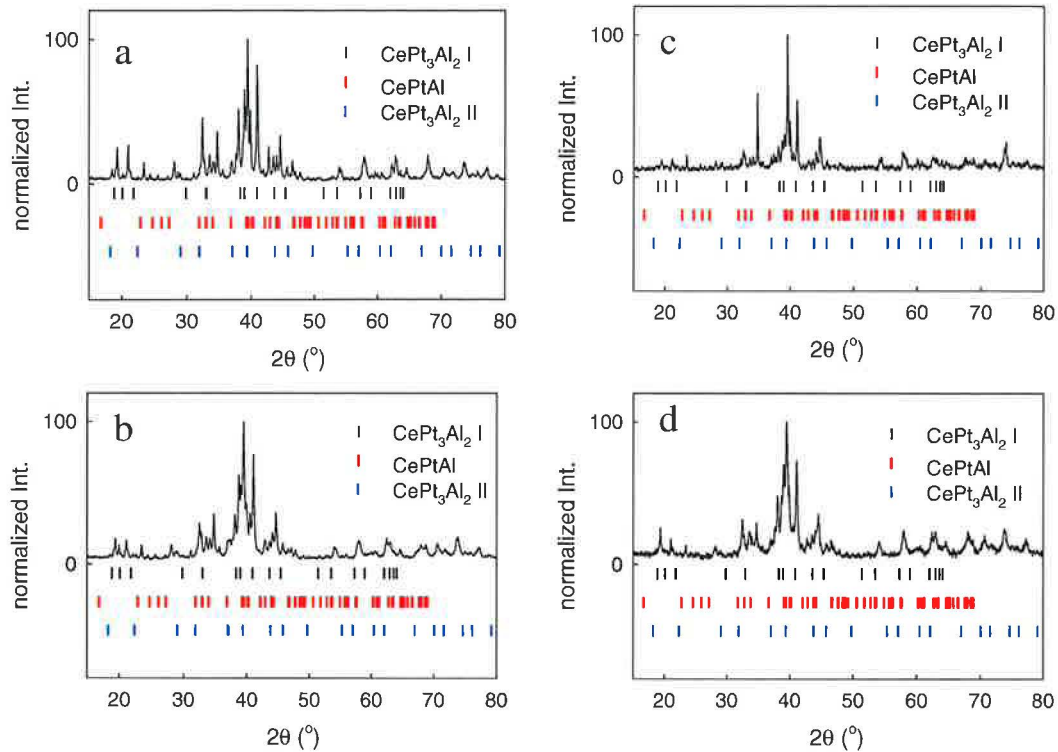 a
normalized Int.
100
0
CePt₃Al₂ I
CePtAl
CePt₃Al₂ II
20 30 40 50 60 70 80
2θ (°)
c
normalized Int.
100
0
CePt₃Al₂ I
CePtAl
CePt₃Al₂ II
20 30 40 50 60 70 80
2θ (°)
b
normalized Int.
100
0
CePt₃Al₂ I
CePtAl
CePt₃Al₂ II
20 30 40 50 60 70 80
2θ (°)
d
normalized Int.
100
0
CePt₃Al₂ I
CePtAl
CePt₃Al₂ II
20 30 40 50 60 70 80
2θ (°)